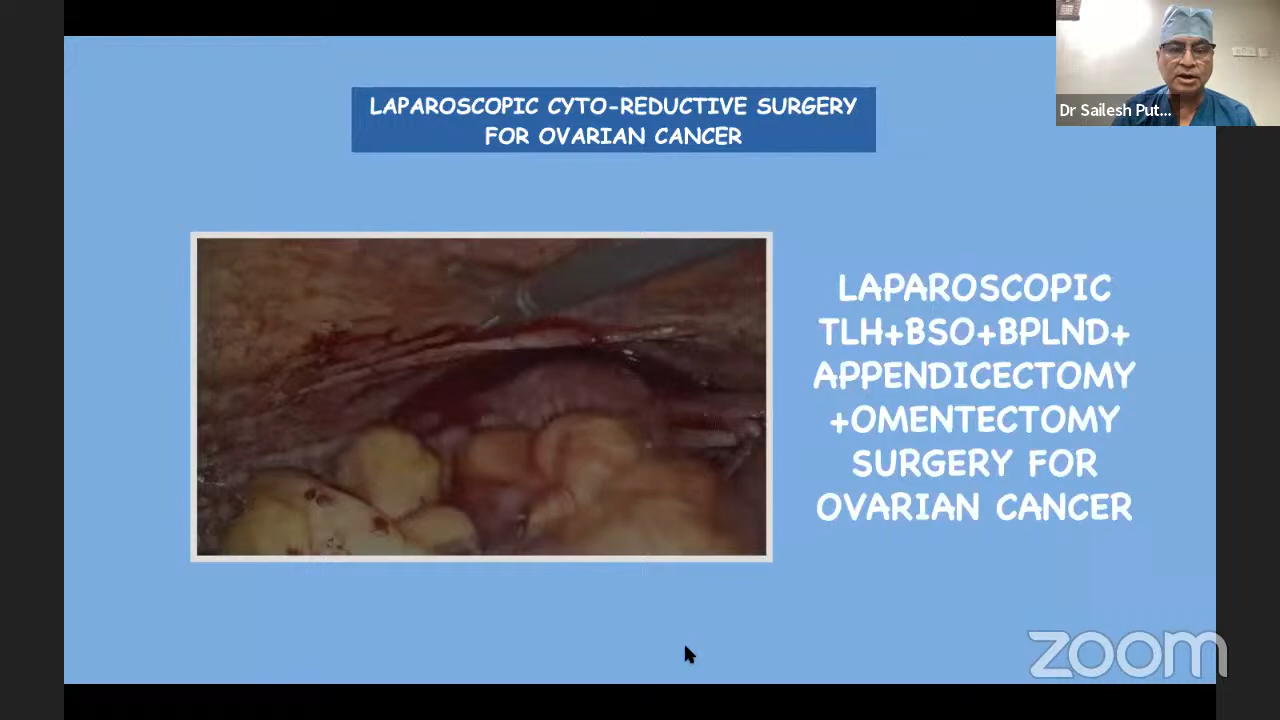 LAPAROSCOPIC CYTO-REDUCTIVE SURGERY
FOR OVARIAN CANCER
Dr Sailesh Put...
LAPAROSCOPIC
TLH+BSO+BPLND+
APPENDICECTOMY
+OMENTECTOMY
SURGERY FOR
OVARIAN CANCER
zoom